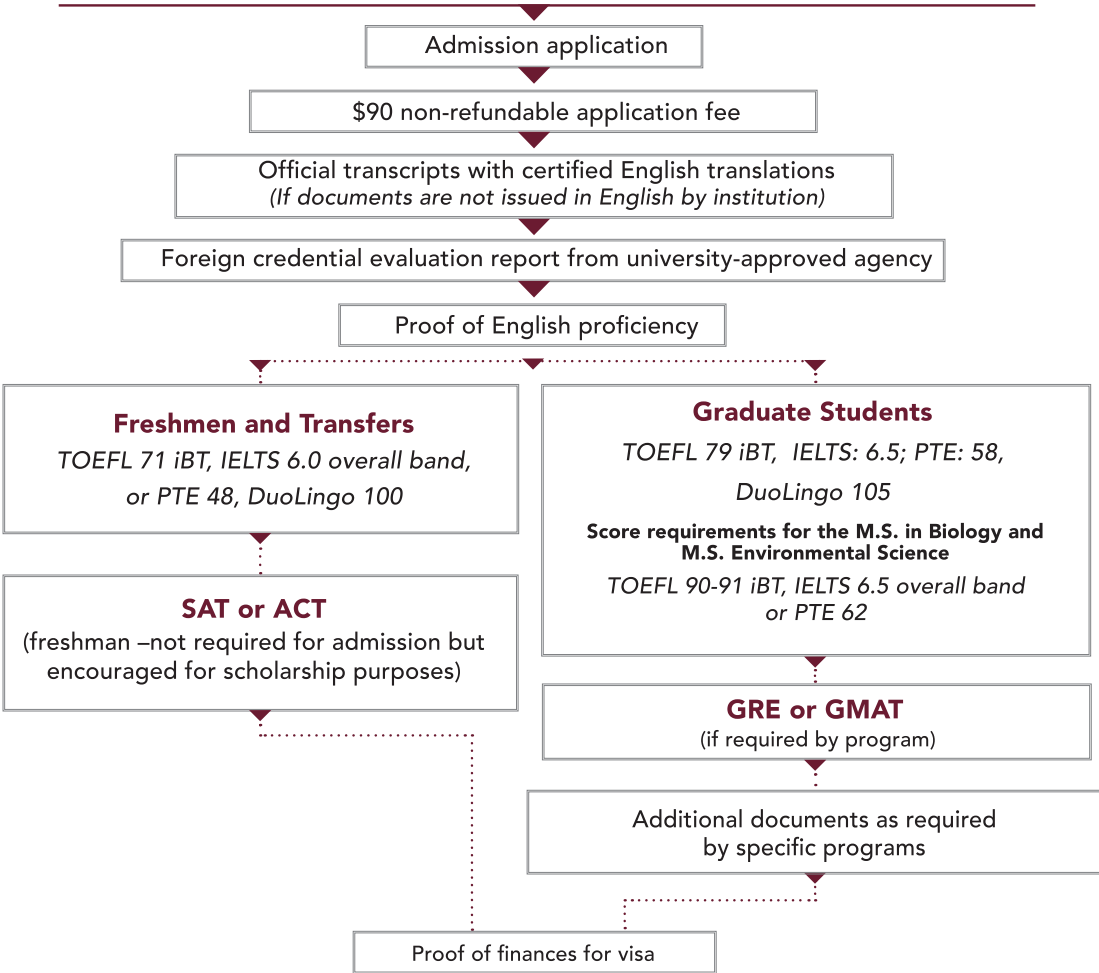 Admission application
$90 non-refundable application fee
Official transcripts with certified English translations
(If documents are not issued in English by institution)
Foreign credential evaluation report from university-approved agency
Proof of English proficiency
Freshmen and Transfers
TOEFL 71 iBT, IELTS 6.0 overall band,
or PTE 48, DuoLingo 100
SAT or ACT
(freshman –not required for admission but
encouraged for scholarship purposes)
Graduate Students
TOEFL 79 iBT, IELTS: 6.5; PTE: 58,
DuoLingo 105
Score requirements for the M.S. in Biology and
M.S. Environmental Science
TOEFL 90-91 iBT, IELTS 6.5 overall band
or PTE 62
GRE or GMAT
(if required by program)
Additional documents as required
by specific programs
Proof of finances for visa